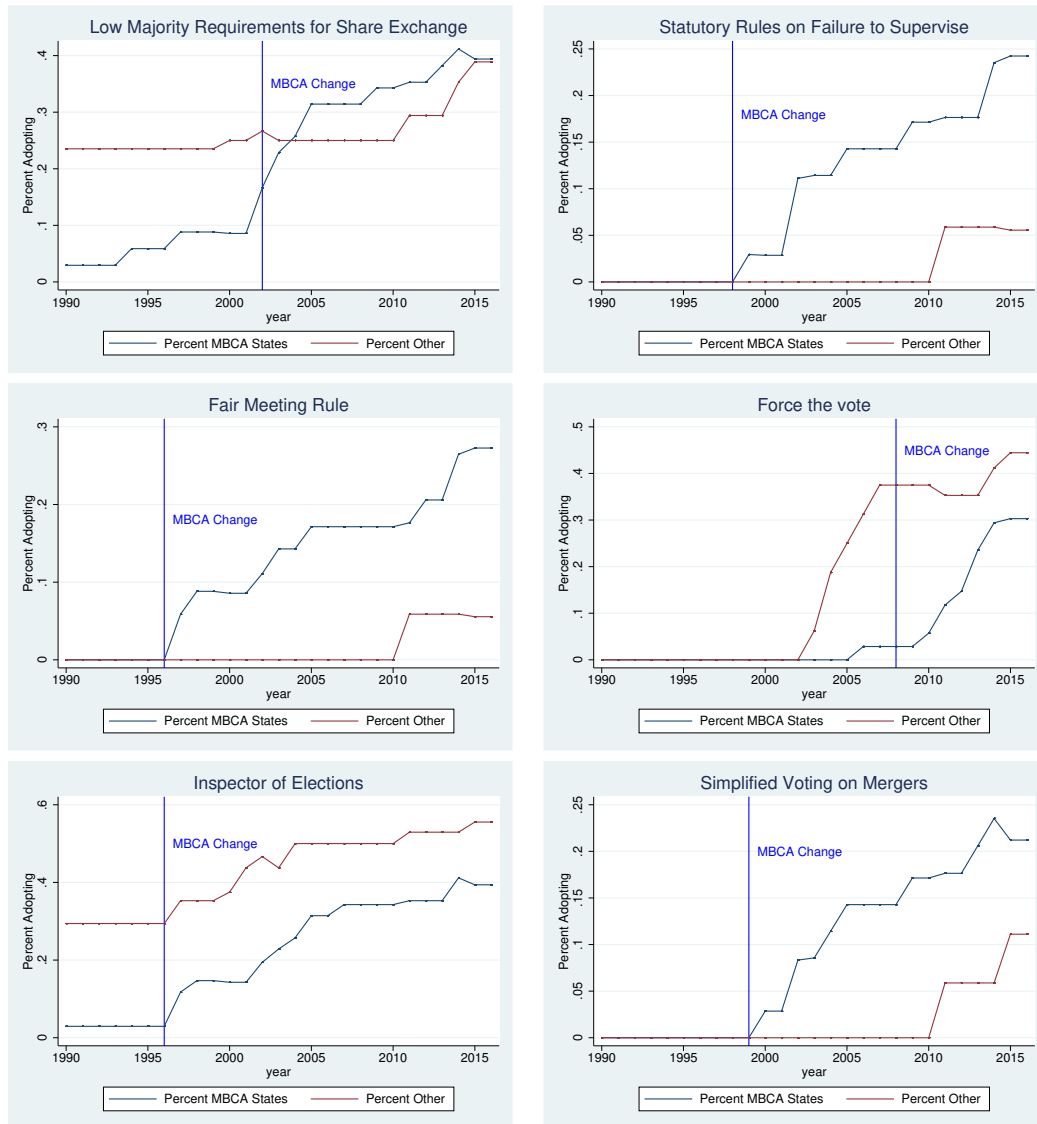 Low Majority Requirements for Share Exchange
Percent Adopting
0 .1 .2 .3 .4
MBCA Change
1990 1995 2000 2005 2010 2015
year
Percent MBCA States Percent Other
Statutory Rules on Failure to Supervise
Percent Adopting
0 .05 .1 .15 .2 .25
MBCA Change
1990 1995 2000 2005 2010 2015
year
Percent MBCA States Percent Other
Fair Meeting Rule
Percent Adopting
0 .1 .2 .3
MBCA Change
1990 1995 2000 2005 2010 2015
year
Percent MBCA States Percent Other
Force the vote
Percent Adopting
0 .1 .2 .3 .4 .5
MBCA Change
1990 1995 2000 2005 2010 2015
year
Percent MBCA States Percent Other
Inspector of Elections
Percent Adopting
0 .2 .4 .6
MBCA Change
1990 1995 2000 2005 2010 2015
year
Percent MBCA States Percent Other
Simplified Voting on Mergers
Percent Adopting
0 .05 .1 .15 .2 .25
MBCA Change
1990 1995 2000 2005 2010 2015
year
Percent MBCA States Percent Other